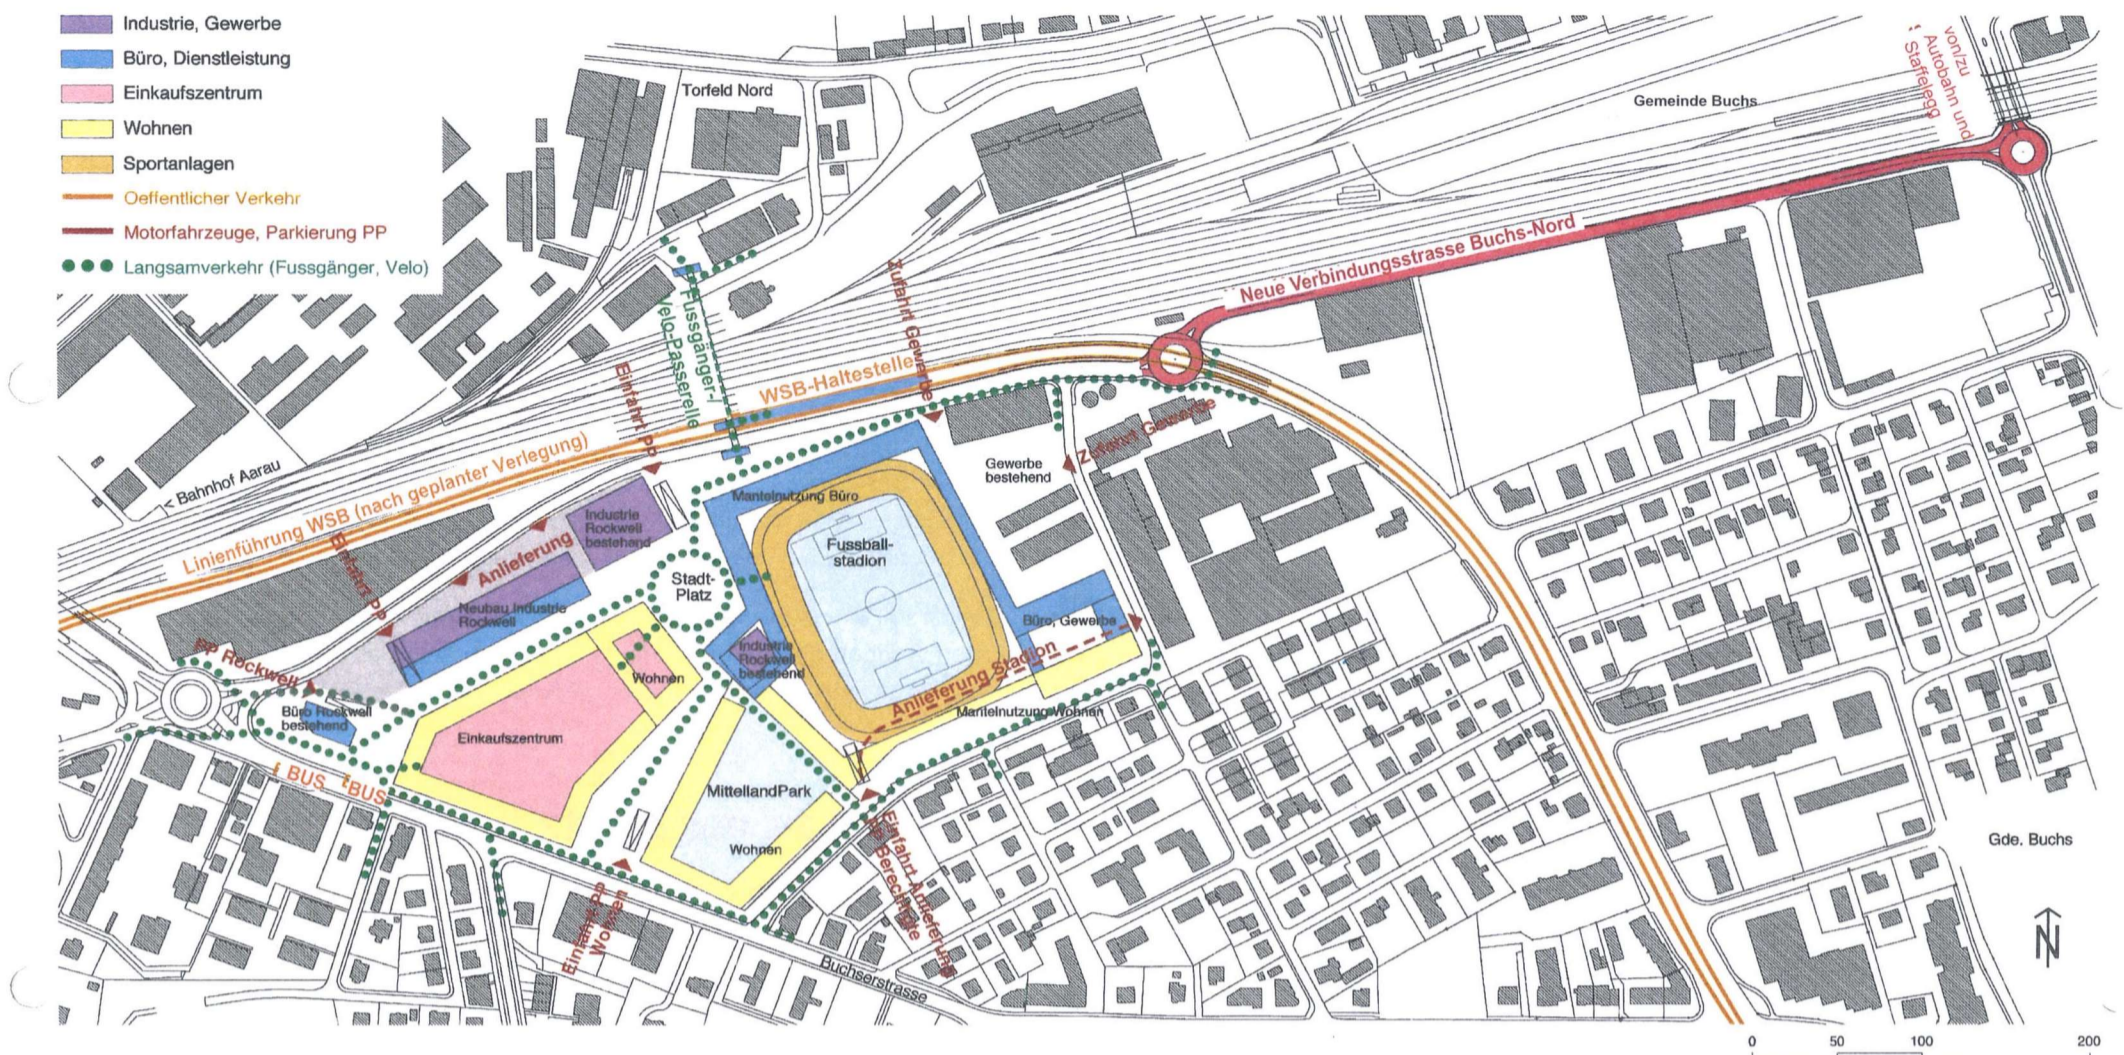 Industrie, Gewerbe
Büro, Dienstleistung
Einkaufszentrum
Wohnen
Sportanlagen
Oeffentlicher Verkehr
Motorfahrzeuge, Parkierung PP
Langsamverkehr (Fussgänger, Velo)
Torfeld Nord
Gemeinde Buchs
von/zu
Autobahn und
Staffelegg
Neue Verbindungsstrasse Buchs-Nord
Zufahrt Gewerbe
Fussgänger-/
Velo-Passerelle
WSB-Haltestelle
Einfahrt PP
< Bahnhof Aarau
Linienführung WSB (nach geplanter Verlegung)
Zufahrt Gewerbe
Gewerbe
bestehend
Mantelnutzung Büro
Industrie
Rockwell
bestehend
Fussball-
stadion
Einfahrt PP
Anlieferung
Stadt-
Platz
Neubau Industrie
Rockwell
Büro, Gewerbe
PP Rockwell
Industrie
Rockwell
bestehend
Wohnen
Anlieferung Stadion
Büro Rockwell
bestehend
Mantelnutzung Wohnen
Einkaufszentrum
BUS
BUS
MittellandPark
Wohnen
Einfahrt PP
Wohnen
Einfahrt Anlieferung
PP Berechtigte
Gde. Buchs
Buchserstrasse
N
0 50 100 200